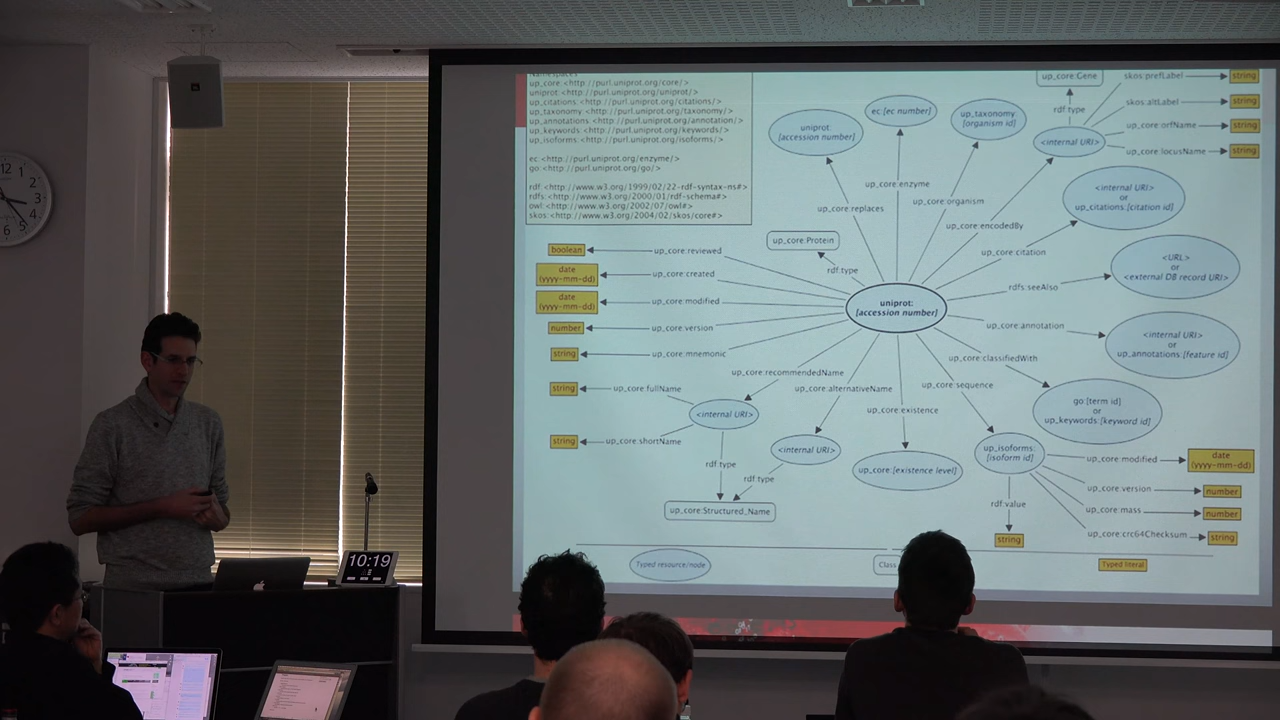 Namespaces
up_core:<http://purl.uniprot.org/core/>
uniprot:<http://purl.uniprot.org/uniprot/>
up_citations:<http://purl.uniprot.org/citations/>
up_taxonomy:<http://purl.uniprot.org/taxonomy/>
up_annotations:<http://purl.uniprot.org/annotation/>
up_keywords:<http://purl.uniprot.org/keywords/>
up_isoforms:<http://purl.uniprot.org/isoforms/>
ec:<http://purl.uniprot.org/enzyme/>
go:<http://purl.uniprot.org/go/>
rdf:<http://www.w3.org/1999/02/22-rdf-syntax-ns#>
rdfs:<http://www.w3.org/2000/01/rdf-schema#>
owl:<http://www.w3.org/2002/07/owl#>
skos:<http://www.w3.org/2004/02/skos/core#>
uniprot:
[accession number]
ec:[ec number]
up_taxonomy:
[organism id]
up_core:Gene
rdf:type
<internal URI>
skos:prefLabel
string
skos:altLabel
string
up_core:orfName
string
up_core:locusName
string
up_core:replaces
up_core:enzyme
up_core:organism
up_core:encodedBy
up_core:citation
<internal URI>
or
up_citations:[citation id]
rdfs:seeAlso
<URL>
or
<external DB record URI>
up_core:Protein
rdf:type
uniprot:
[accession number]
boolean
up_core:reviewed
date
(yyyy-mm-dd)
up_core:created
date
(yyyy-mm-dd)
up_core:modified
number
up_core:version
string
up_core:mnemonic
up_core:annotation
<internal URI>
or
up_annotations:[feature id]
up_core:classifiedWith
go:[term id]
or
up_keywords:[keyword id]
up_core:recommendedName
up_core:alternativeName
up_core:existence
up_core:sequence
string
up_core:fullName
<internal URI>
string
up_core:shortName
<internal URI>
rdf:type
rdf:type
up_core:Structured_Name
up_core:[existence level]
up_isoforms:
[isoform id]
up_core:modified
date
(yyyy-mm-dd)
up_core:version
number
up_core:mass
number
up_core:crc64Checksum
string
rdf:value
string
Typed resource/node
Class
Typed literal
10:19
12
1
2
3
4
5
6